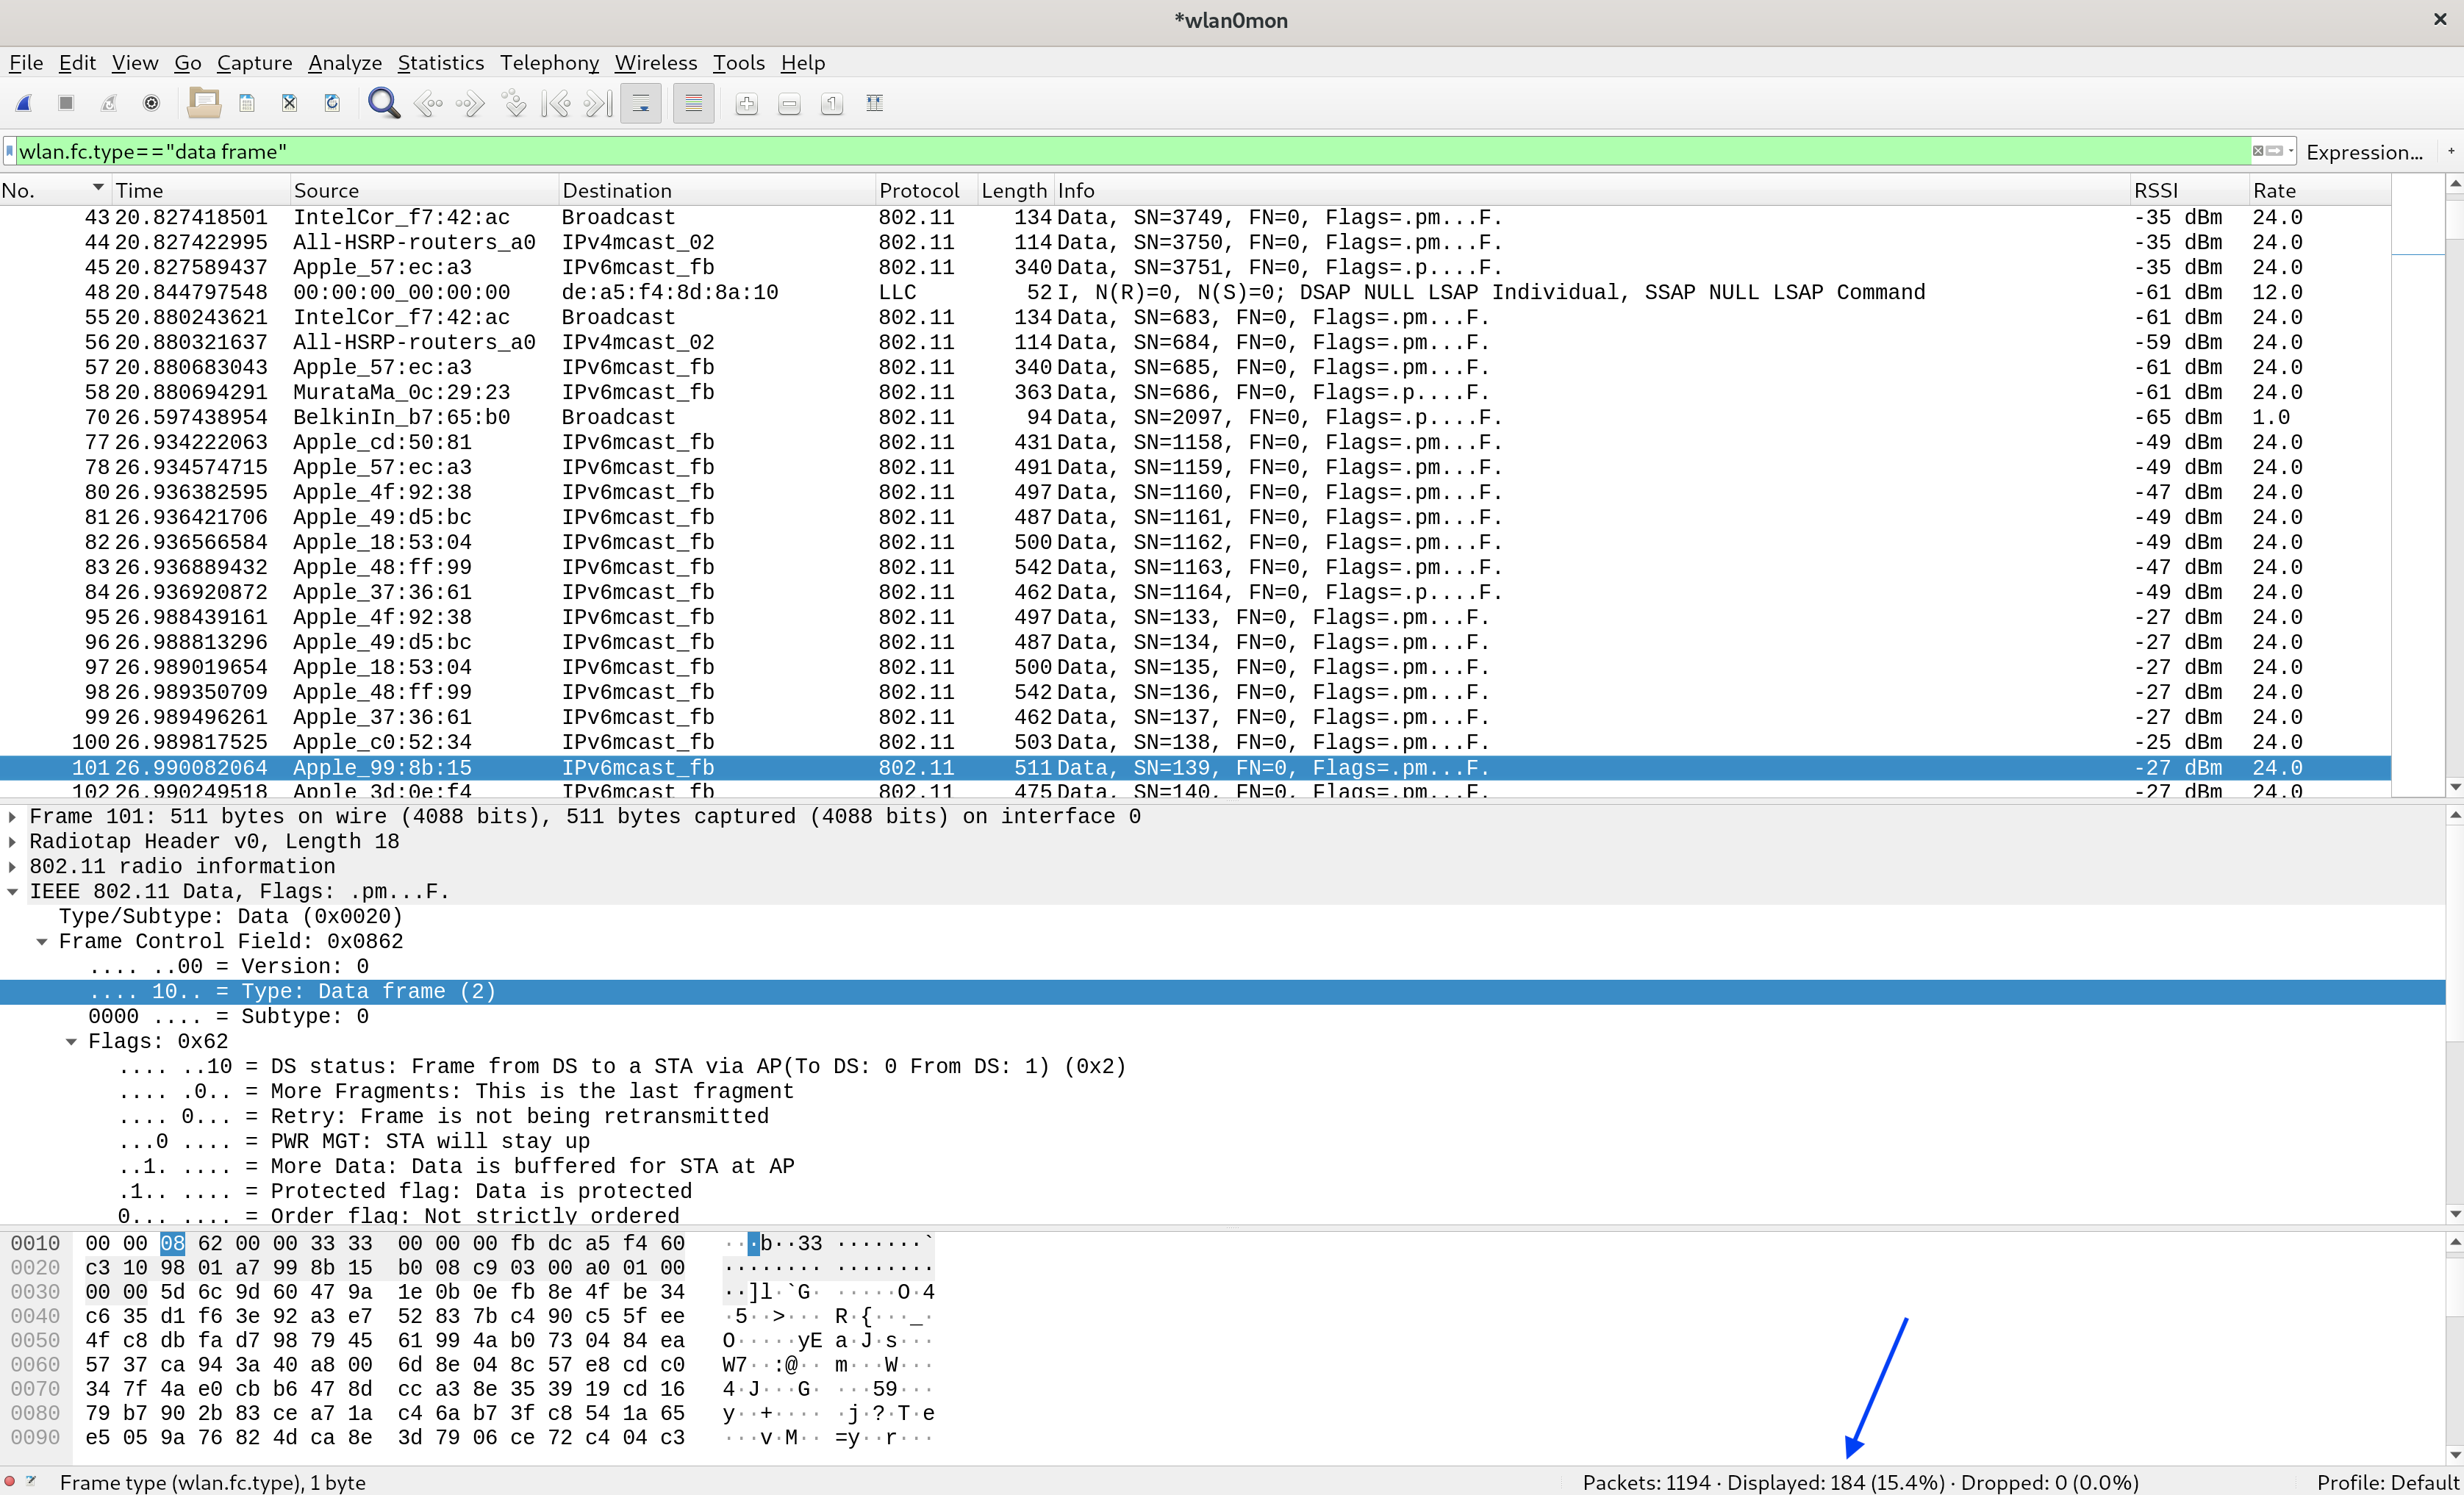 *wlan0mon
File Edit View Go Capture Analyze Statistics Telephony Wireless Tools Help
wlan.fc.type=="data frame" Expression... +
No. Time Source Destination Protocol Length Info RSSI Rate
43 20.827418501 IntelCor_f7:42:ac Broadcast 802.11 134 Data, SN=3749, FN=0, Flags=.pm...F. -35 dBm 24.0
44 20.827422995 All-HSRP-routers_a0 IPv4mcast_02 802.11 114 Data, SN=3750, FN=0, Flags=.pm...F. -35 dBm 24.0
45 20.827589437 Apple_57:ec:a3 IPv6mcast_fb 802.11 340 Data, SN=3751, FN=0, Flags=.p....F. -35 dBm 24.0
48 20.844797548 00:00:00_00:00:00 de:a5:f4:8d:8a:10 LLC 52 I, N(R)=0, N(S)=0; DSAP NULL LSAP Individual, SSAP NULL LSAP Command -61 dBm 12.0
55 20.880243621 IntelCor_f7:42:ac Broadcast 802.11 134 Data, SN=683, FN=0, Flags=.pm...F. -61 dBm 24.0
56 20.880321637 All-HSRP-routers_a0 IPv4mcast_02 802.11 114 Data, SN=684, FN=0, Flags=.pm...F. -59 dBm 24.0
57 20.880683043 Apple_57:ec:a3 IPv6mcast_fb 802.11 340 Data, SN=685, FN=0, Flags=.pm...F. -61 dBm 24.0
58 20.880694291 MurataMa_0c:29:23 IPv6mcast_fb 802.11 363 Data, SN=686, FN=0, Flags=.p....F. -61 dBm 24.0
70 26.597438954 BelkinIn_b7:65:b0 Broadcast 802.11 94 Data, SN=2097, FN=0, Flags=.p....F. -65 dBm 1.0
77 26.934222063 Apple_cd:50:81 IPv6mcast_fb 802.11 431 Data, SN=1158, FN=0, Flags=.pm...F. -49 dBm 24.0
78 26.934574715 Apple_57:ec:a3 IPv6mcast_fb 802.11 491 Data, SN=1159, FN=0, Flags=.pm...F. -49 dBm 24.0
80 26.936382595 Apple_4f:92:38 IPv6mcast_fb 802.11 497 Data, SN=1160, FN=0, Flags=.pm...F. -47 dBm 24.0
81 26.936421706 Apple_49:d5:bc IPv6mcast_fb 802.11 487 Data, SN=1161, FN=0, Flags=.pm...F. -49 dBm 24.0
82 26.936566584 Apple_18:53:04 IPv6mcast_fb 802.11 500 Data, SN=1162, FN=0, Flags=.pm...F. -49 dBm 24.0
83 26.936889432 Apple_48:ff:99 IPv6mcast_fb 802.11 542 Data, SN=1163, FN=0, Flags=.pm...F. -47 dBm 24.0
84 26.936920872 Apple_37:36:61 IPv6mcast_fb 802.11 462 Data, SN=1164, FN=0, Flags=.p....F. -49 dBm 24.0
95 26.988439161 Apple_4f:92:38 IPv6mcast_fb 802.11 497 Data, SN=133, FN=0, Flags=.pm...F. -27 dBm 24.0
96 26.988813296 Apple_49:d5:bc IPv6mcast_fb 802.11 487 Data, SN=134, FN=0, Flags=.pm...F. -27 dBm 24.0
97 26.989019654 Apple_18:53:04 IPv6mcast_fb 802.11 500 Data, SN=135, FN=0, Flags=.pm...F. -27 dBm 24.0
98 26.989350709 Apple_48:ff:99 IPv6mcast_fb 802.11 542 Data, SN=136, FN=0, Flags=.pm...F. -27 dBm 24.0
99 26.989496261 Apple_37:36:61 IPv6mcast_fb 802.11 462 Data, SN=137, FN=0, Flags=.pm...F. -27 dBm 24.0
100 26.989817525 Apple_c0:52:34 IPv6mcast_fb 802.11 503 Data, SN=138, FN=0, Flags=.pm...F. -25 dBm 24.0
101 26.990082064 Apple_99:8b:15 IPv6mcast_fb 802.11 511 Data, SN=139, FN=0, Flags=.pm...F. -27 dBm 24.0
102 26.990249518 Apple_3d:0e:f4 IPv6mcast_fb 802.11 475 Data, SN=140, FN=0, Flags=.pm...F. -27 dBm 24.0
Frame 101: 511 bytes on wire (4088 bits), 511 bytes captured (4088 bits) on interface 0
Radiotap Header v0, Length 18
802.11 radio information
IEEE 802.11 Data, Flags: .pm...F.
Type/Subtype: Data (0x0020)
Frame Control Field: 0x0862
.... ..00 = Version: 0
.... 10.. = Type: Data frame (2)
0000 .... = Subtype: 0
Flags: 0x62
.... ..10 = DS status: Frame from DS to a STA via AP(To DS: 0 From DS: 1) (0x2)
.... .0.. = More Fragments: This is the last fragment
.... 0... = Retry: Frame is not being retransmitted
...0 .... = PWR MGT: STA will stay up
..1. .... = More Data: Data is buffered for STA at AP
.1.. .... = Protected flag: Data is protected
0... .... = Order flag: Not strictly ordered
0010 00 00 08 62 00 00 33 33 00 00 00 fb dc a5 f4 60 ···b··33 ·······`
0020 c3 10 98 01 a7 99 8b 15 b0 08 c9 03 00 a0 01 00 ········ ········
0030 00 00 5d 6c 9d 60 47 9a 1e 0b 0e fb 8e 4f be 34 ··]l·`G· ·····O·4
0040 c6 35 d1 f6 3e 92 a3 e7 52 83 7b c4 90 c5 5f ee ·5··>··· R·{···_·
0050 4f c8 db fa d7 98 79 45 61 99 4a b0 73 04 84 ea O·····yE a·J·s···
0060 57 37 ca 94 3a 40 a8 00 6d 8e 04 8c 57 e8 cd c0 W7··:@·· m···W···
0070 34 7f 4a e0 cb b6 47 8d cc a3 8e 35 39 19 cd 16 4·J···G· ···59···
0080 79 b7 90 2b 83 ce a7 1a c4 6a b7 3f c8 54 1a 65 y··+···· ·j·?·T·e
0090 e5 05 9a 76 82 4d ca 8e 3d 79 06 ce 72 c4 04 c3 ···v·M·· =y··r···
Frame type (wlan.fc.type), 1 byte Packets: 1194 · Displayed: 184 (15.4%) · Dropped: 0 (0.0%) Profile: Default